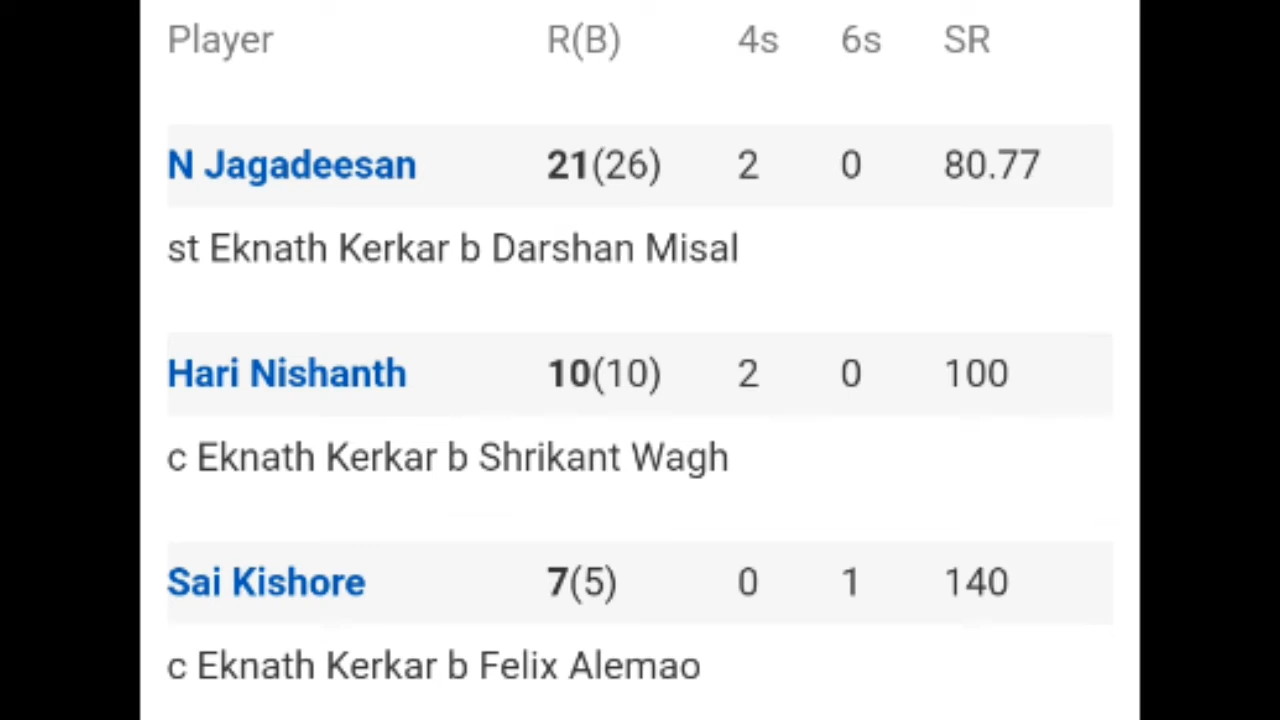 Player R(B) 4s 6s SR
N Jagadeesan 21(26) 2 0 80.77
st Eknath Kerkar b Darshan Misal
Hari Nishanth 10(10) 2 0 100
c Eknath Kerkar b Shrikant Wagh
Sai Kishore 7(5) 0 1 140
c Eknath Kerkar b Felix Alemao